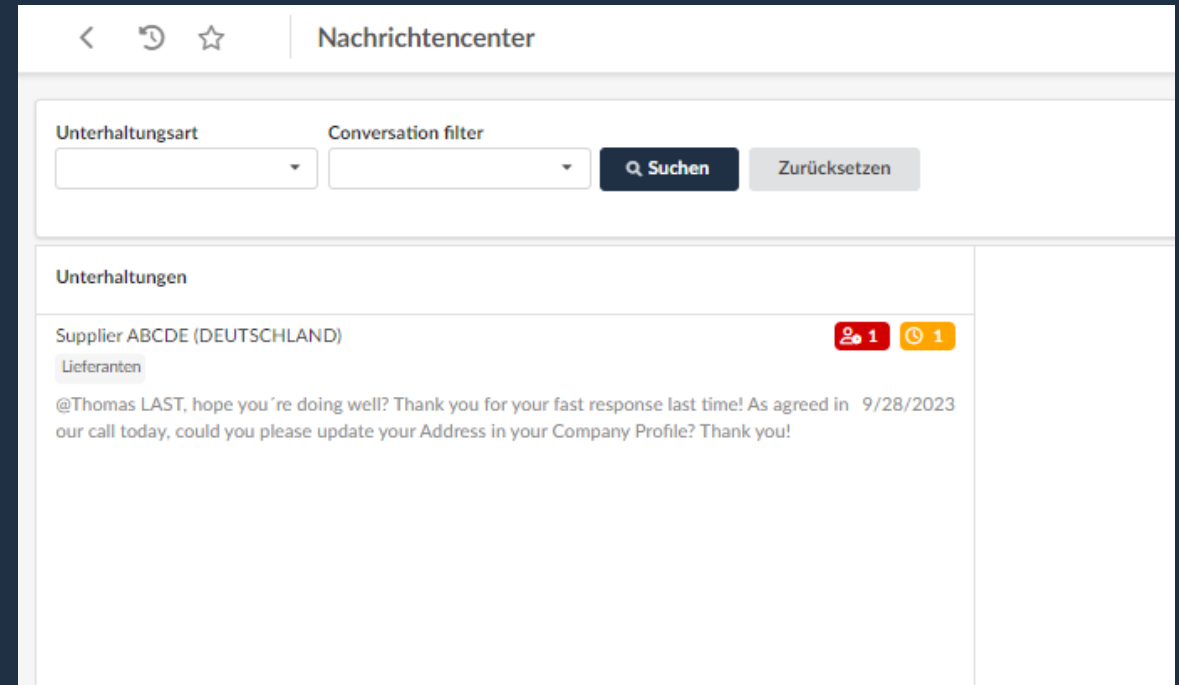 Nachrichtencenter
Unterhaltungsart Conversation filter
Suchen Zurücksetzen
Unterhaltungen
Supplier ABCDE (DEUTSCHLAND) 1 1
Lieferanten
@Thomas LAST, hope you´re doing well? Thank you for your fast response last time! As agreed in 9/28/2023
our call today, could you please update your Address in your Company Profile? Thank you!